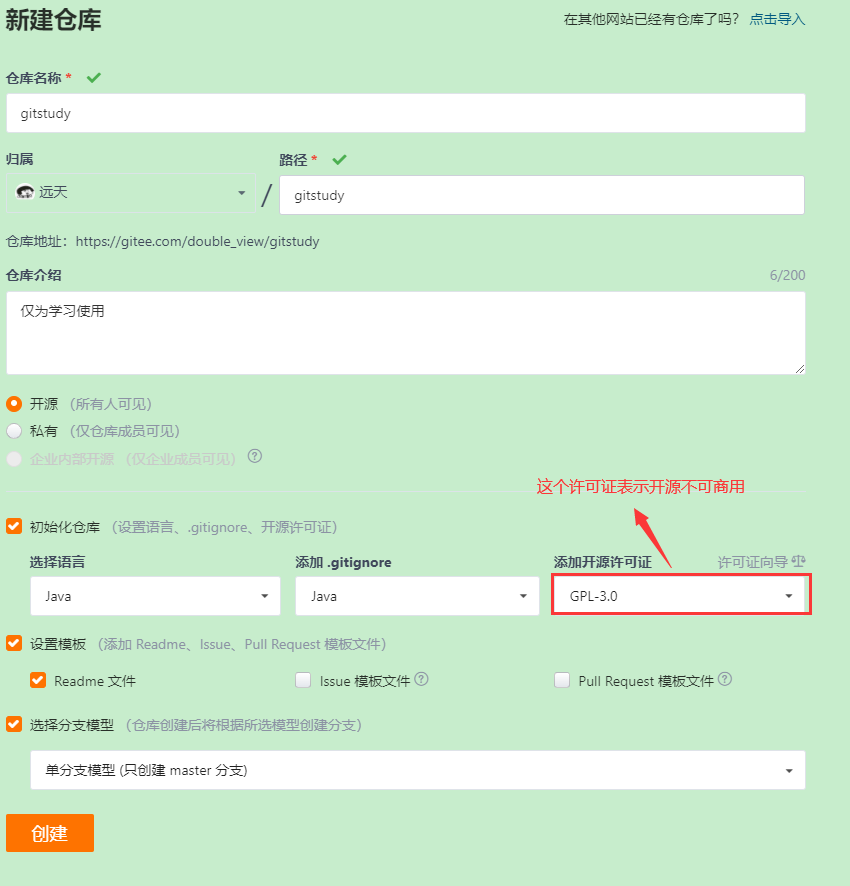 新建仓库
在其他网站已经有仓库了吗？ 点击导入
仓库名称 *
gitstudy
归属 路径 *
远天 / gitstudy
仓库地址：https://gitee.com/double_view/gitstudy
仓库介绍 6/200
仅为学习使用
开源 （所有人可见）
私有 （仅仓库成员可见）
企业内部开源 （仅企业成员可见） ?
这个许可证表示开源不可商用
初始化仓库 （设置语言、.gitignore、开源许可证）
选择语言 添加 .gitignore 添加开源许可证 许可证向导
Java Java GPL-3.0
设置模板 （添加 Readme、Issue、Pull Request 模板文件）
Readme 文件 Issue 模板文件 ? Pull Request 模板文件 ?
选择分支模型 （仓库创建后将根据所选模型创建分支）
单分支模型 (只创建 master 分支)
创建